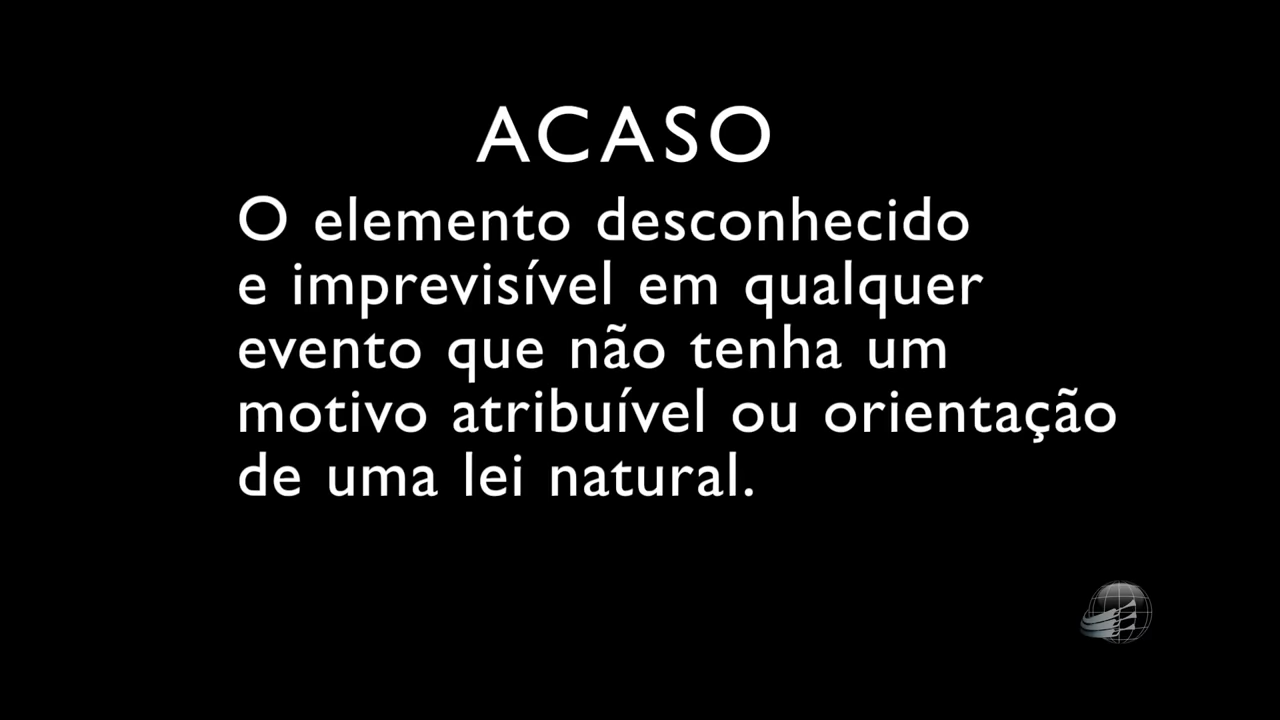 ACASO
O elemento desconhecido
e imprevisível em qualquer
evento que não tenha um
motivo atribuível ou orientação
de uma lei natural.